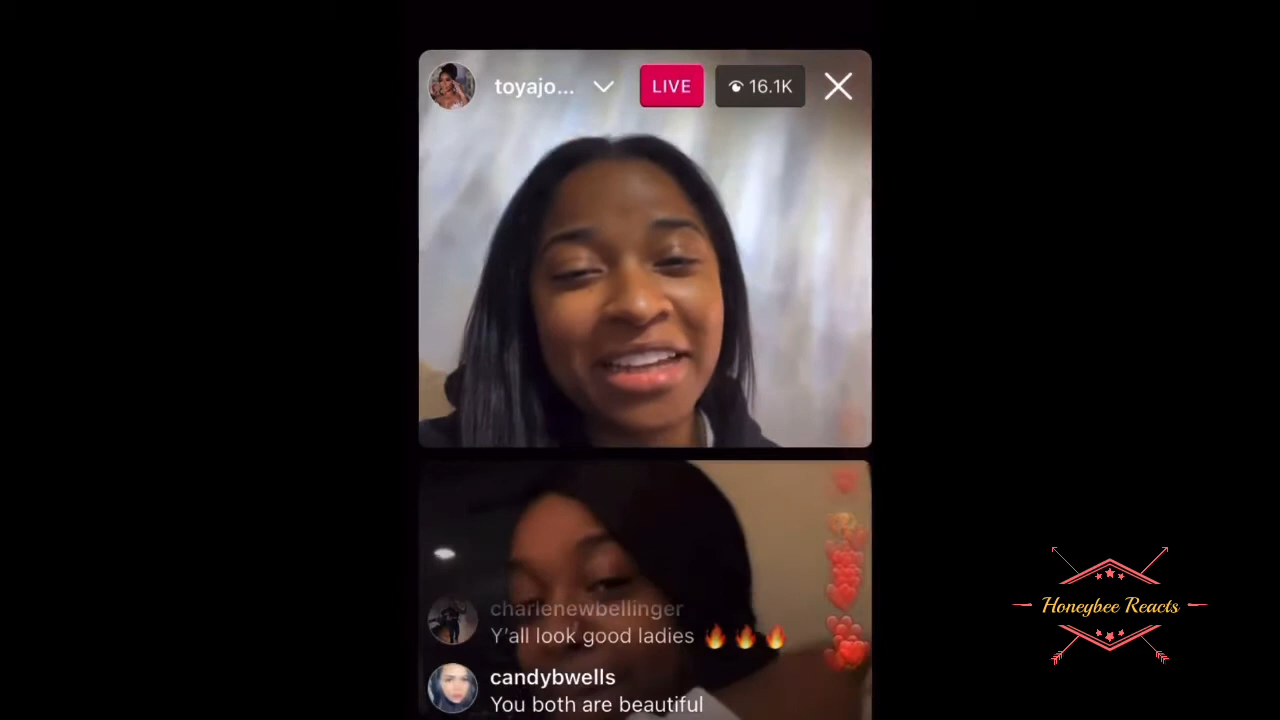 toyajo...
LIVE
16.1K
charlenewbellinger
Y'all look good ladies 🔥🔥🔥
candybwells
You both are beautiful
Honeybee Reacts